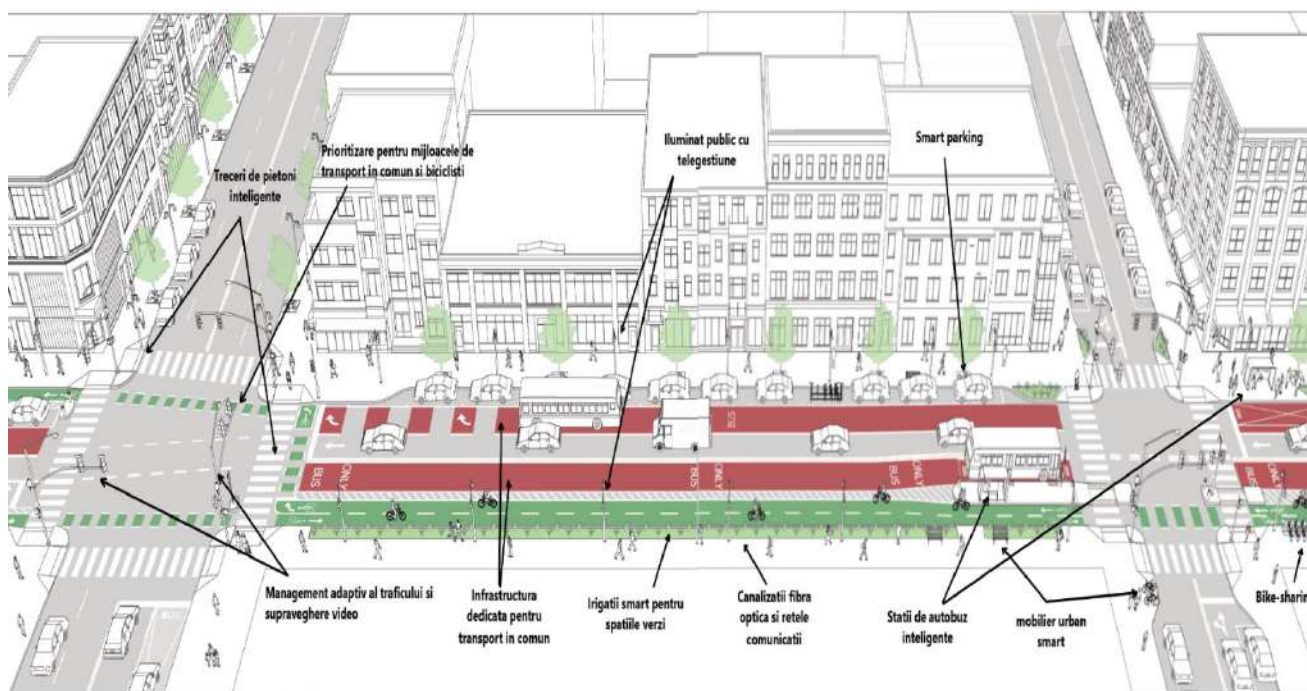 Prioritizare pentru mijloacele de
transport in comun si biciclisti
Treceri de pietoni
inteligente
Iluminat public cu
telegestiune
Smart parking
BUS
BUS
ONLY
BUS
ONLY
BUS
ONLY
ONLY
Management adaptiv al traficului si
supraveghere video
Infrastructura
dedicata pentru
transport in comun
Irigatii smart pentru
spatiile verzi
Canalizatii fibra
optica si retele
comunicatii
Statii de autobuz
inteligente
mobilier urban
smart
Bike-sharin